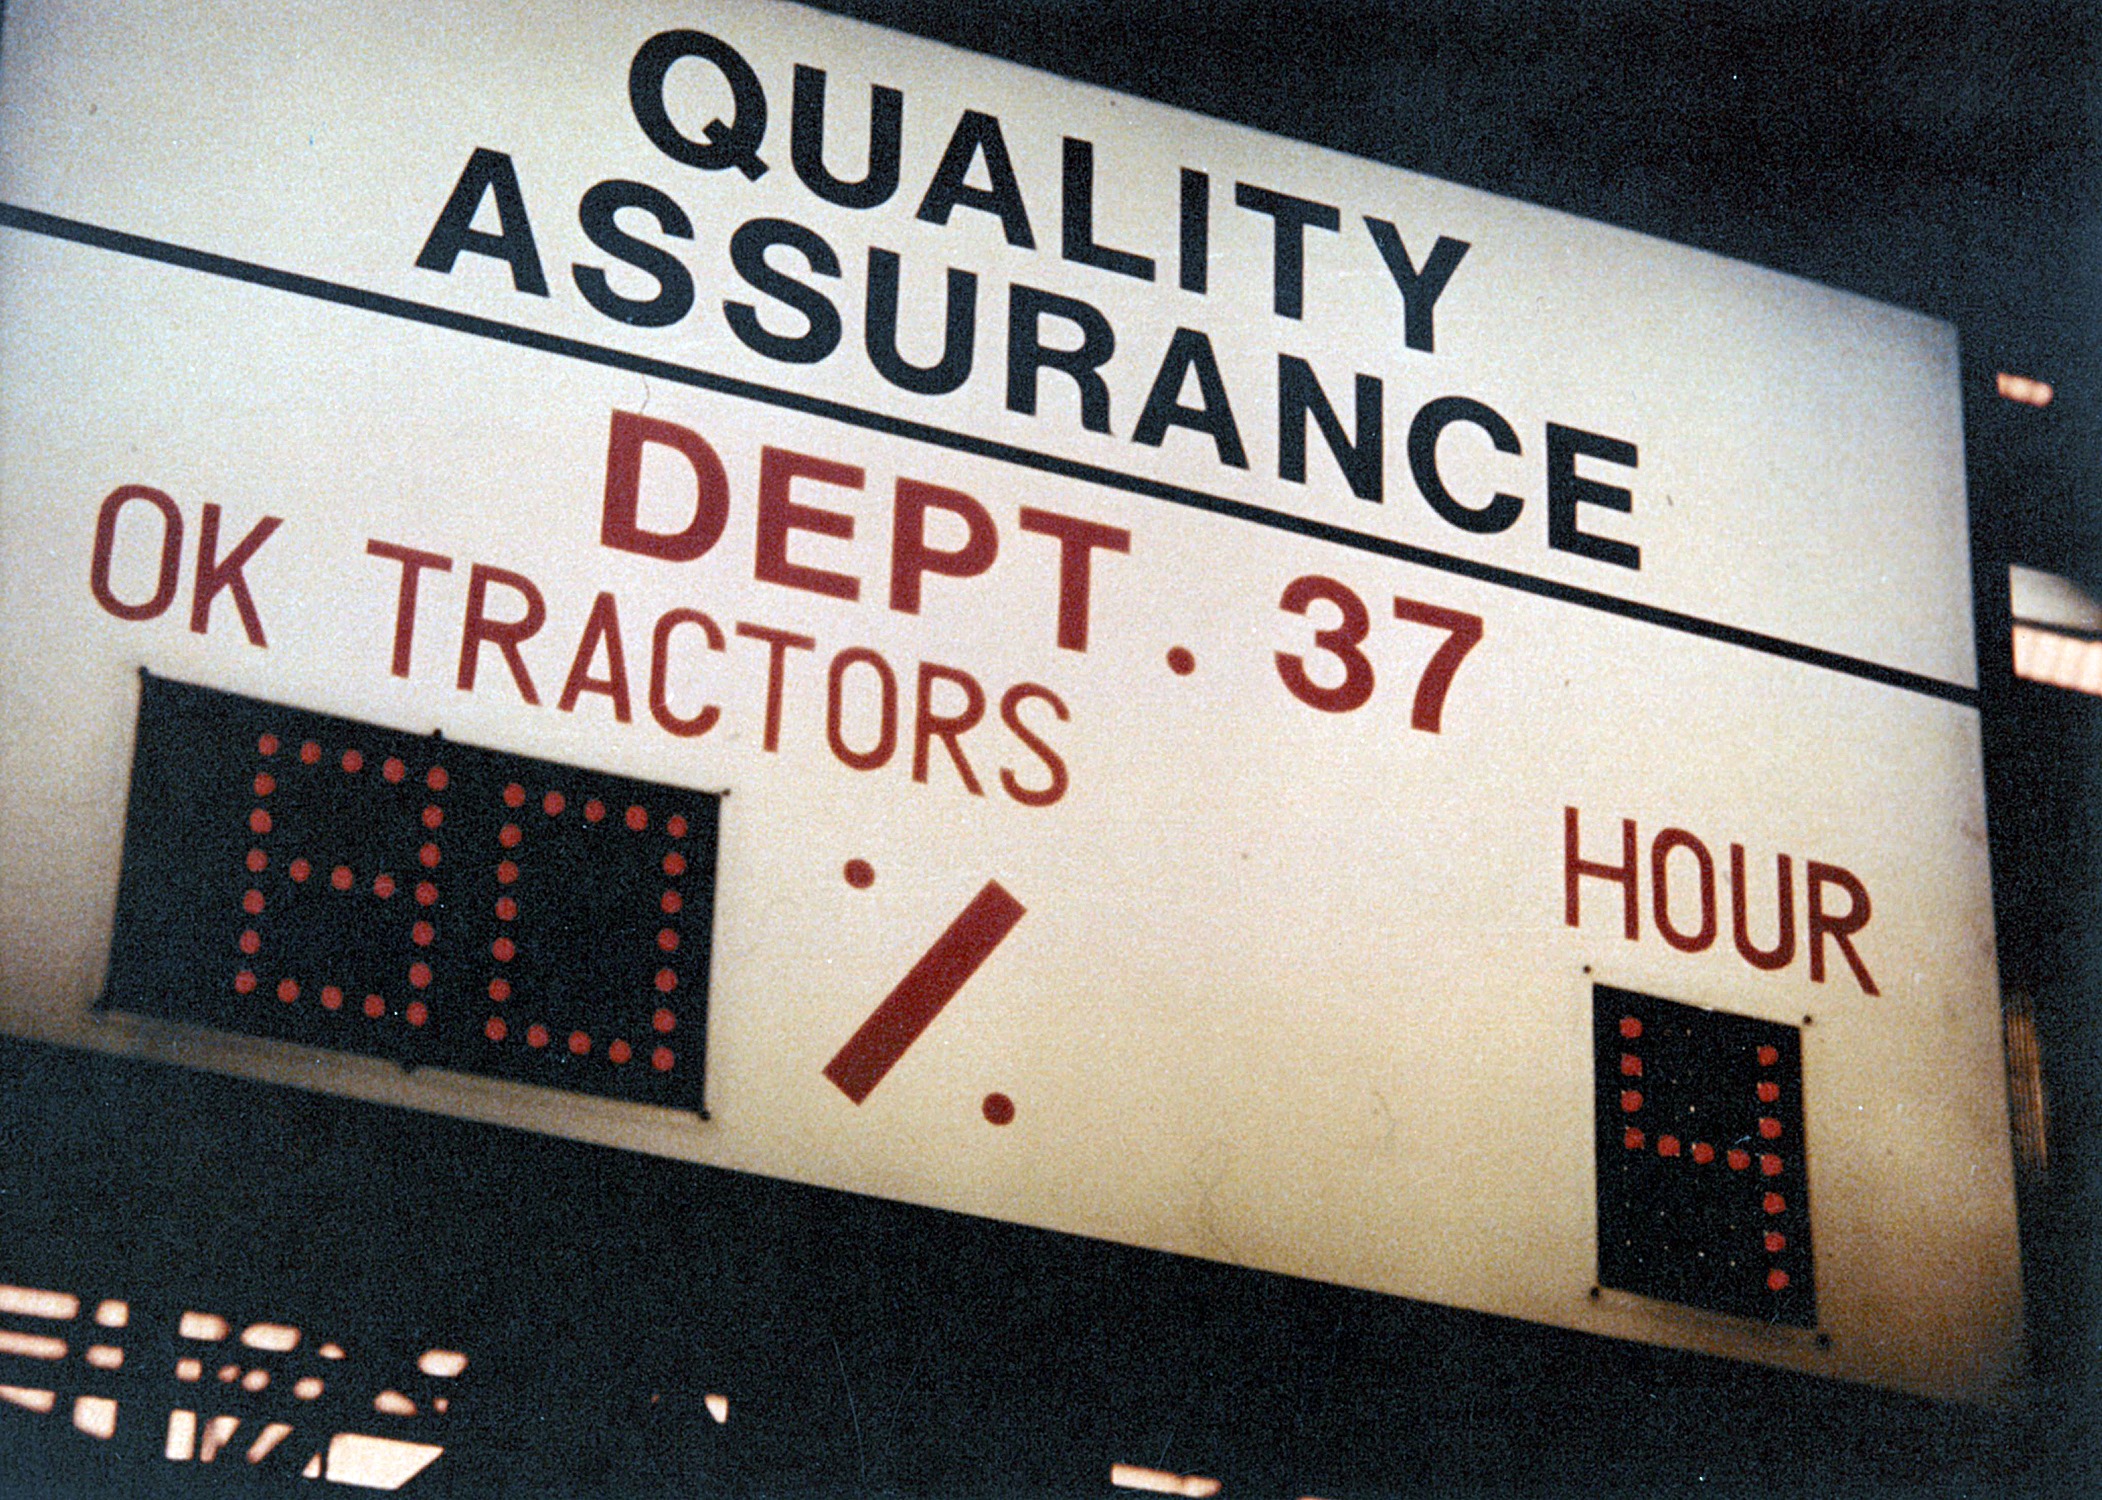 QUALITY
ASSURANCE
DEPT. 37
OK TRACTORS
HOUR
80 %
4